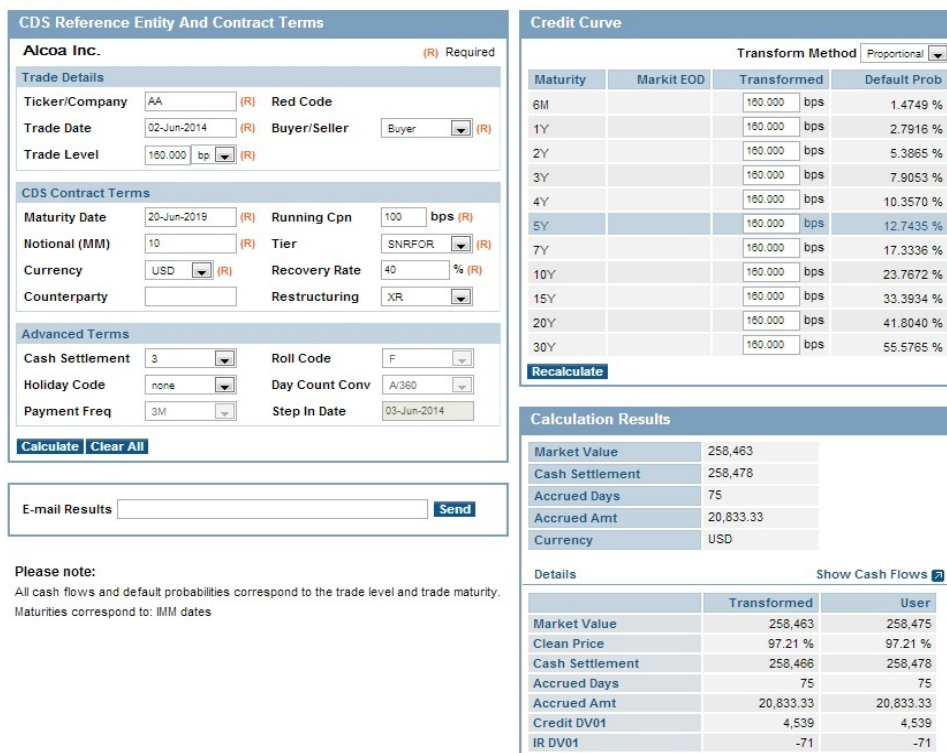 CDS Reference Entity And Contract Terms
Alcoa Inc. (R) Required
Trade Details
Ticker/Company AA (R) Red Code
Trade Date 02-Jun-2014 (R) Buyer/Seller Buyer (R)
Trade Level 160.000 bp: (R)
CDS Contract Terms
Maturity Date 20-Jun-2019 (R) Running Cpn 100 bps (R)
Notional (MM) 10 (R) Tier SNRFOR (R)
Currency USD (R) Recovery Rate 40 % (R)
Counterparty Restructuring XR
Advanced Terms
Cash Settlement 3 Roll Code F
Holiday Code none Day Count Conv A/360
Payment Freq 3M Step In Date 03-Jun-2014
Calculate Clear All
E-mail Results Send
Please note:
All cash flows and default probabilities correspond to the trade level and trade maturity.
Maturities correspond to: IMM dates
Credit Curve
Transform Method Proportional
Maturity Markit EOD Transformed Default Prob
6M 160.000 bps 1.4749 %
1Y 160.000 bps 2.7916 %
2Y 160.000 bps 5.3865 %
3Y 160.000 bps 7.9053 %
4Y 160.000 bps 10.3570 %
5Y 160.000 bps 12.7435 %
7Y 160.000 bps 17.3336 %
10Y 160.000 bps 23.7672 %
15Y 160.000 bps 33.3934 %
20Y 160.000 bps 41.8040 %
30Y 160.000 bps 55.5765 %
Recalculate
Calculation Results
Market Value 258,463
Cash Settlement 258,478
Accrued Days 75
Accrued Amt 20,833.33
Currency USD
Details Show Cash Flows
Transformed User
Market Value 258,463 258,475
Clean Price 97.21 % 97.21 %
Cash Settlement 258,466 258,478
Accrued Days 75 75
Accrued Amt 20,833.33 20,833.33
Credit DV01 4,539 4,539
IR DV01 -71 -71